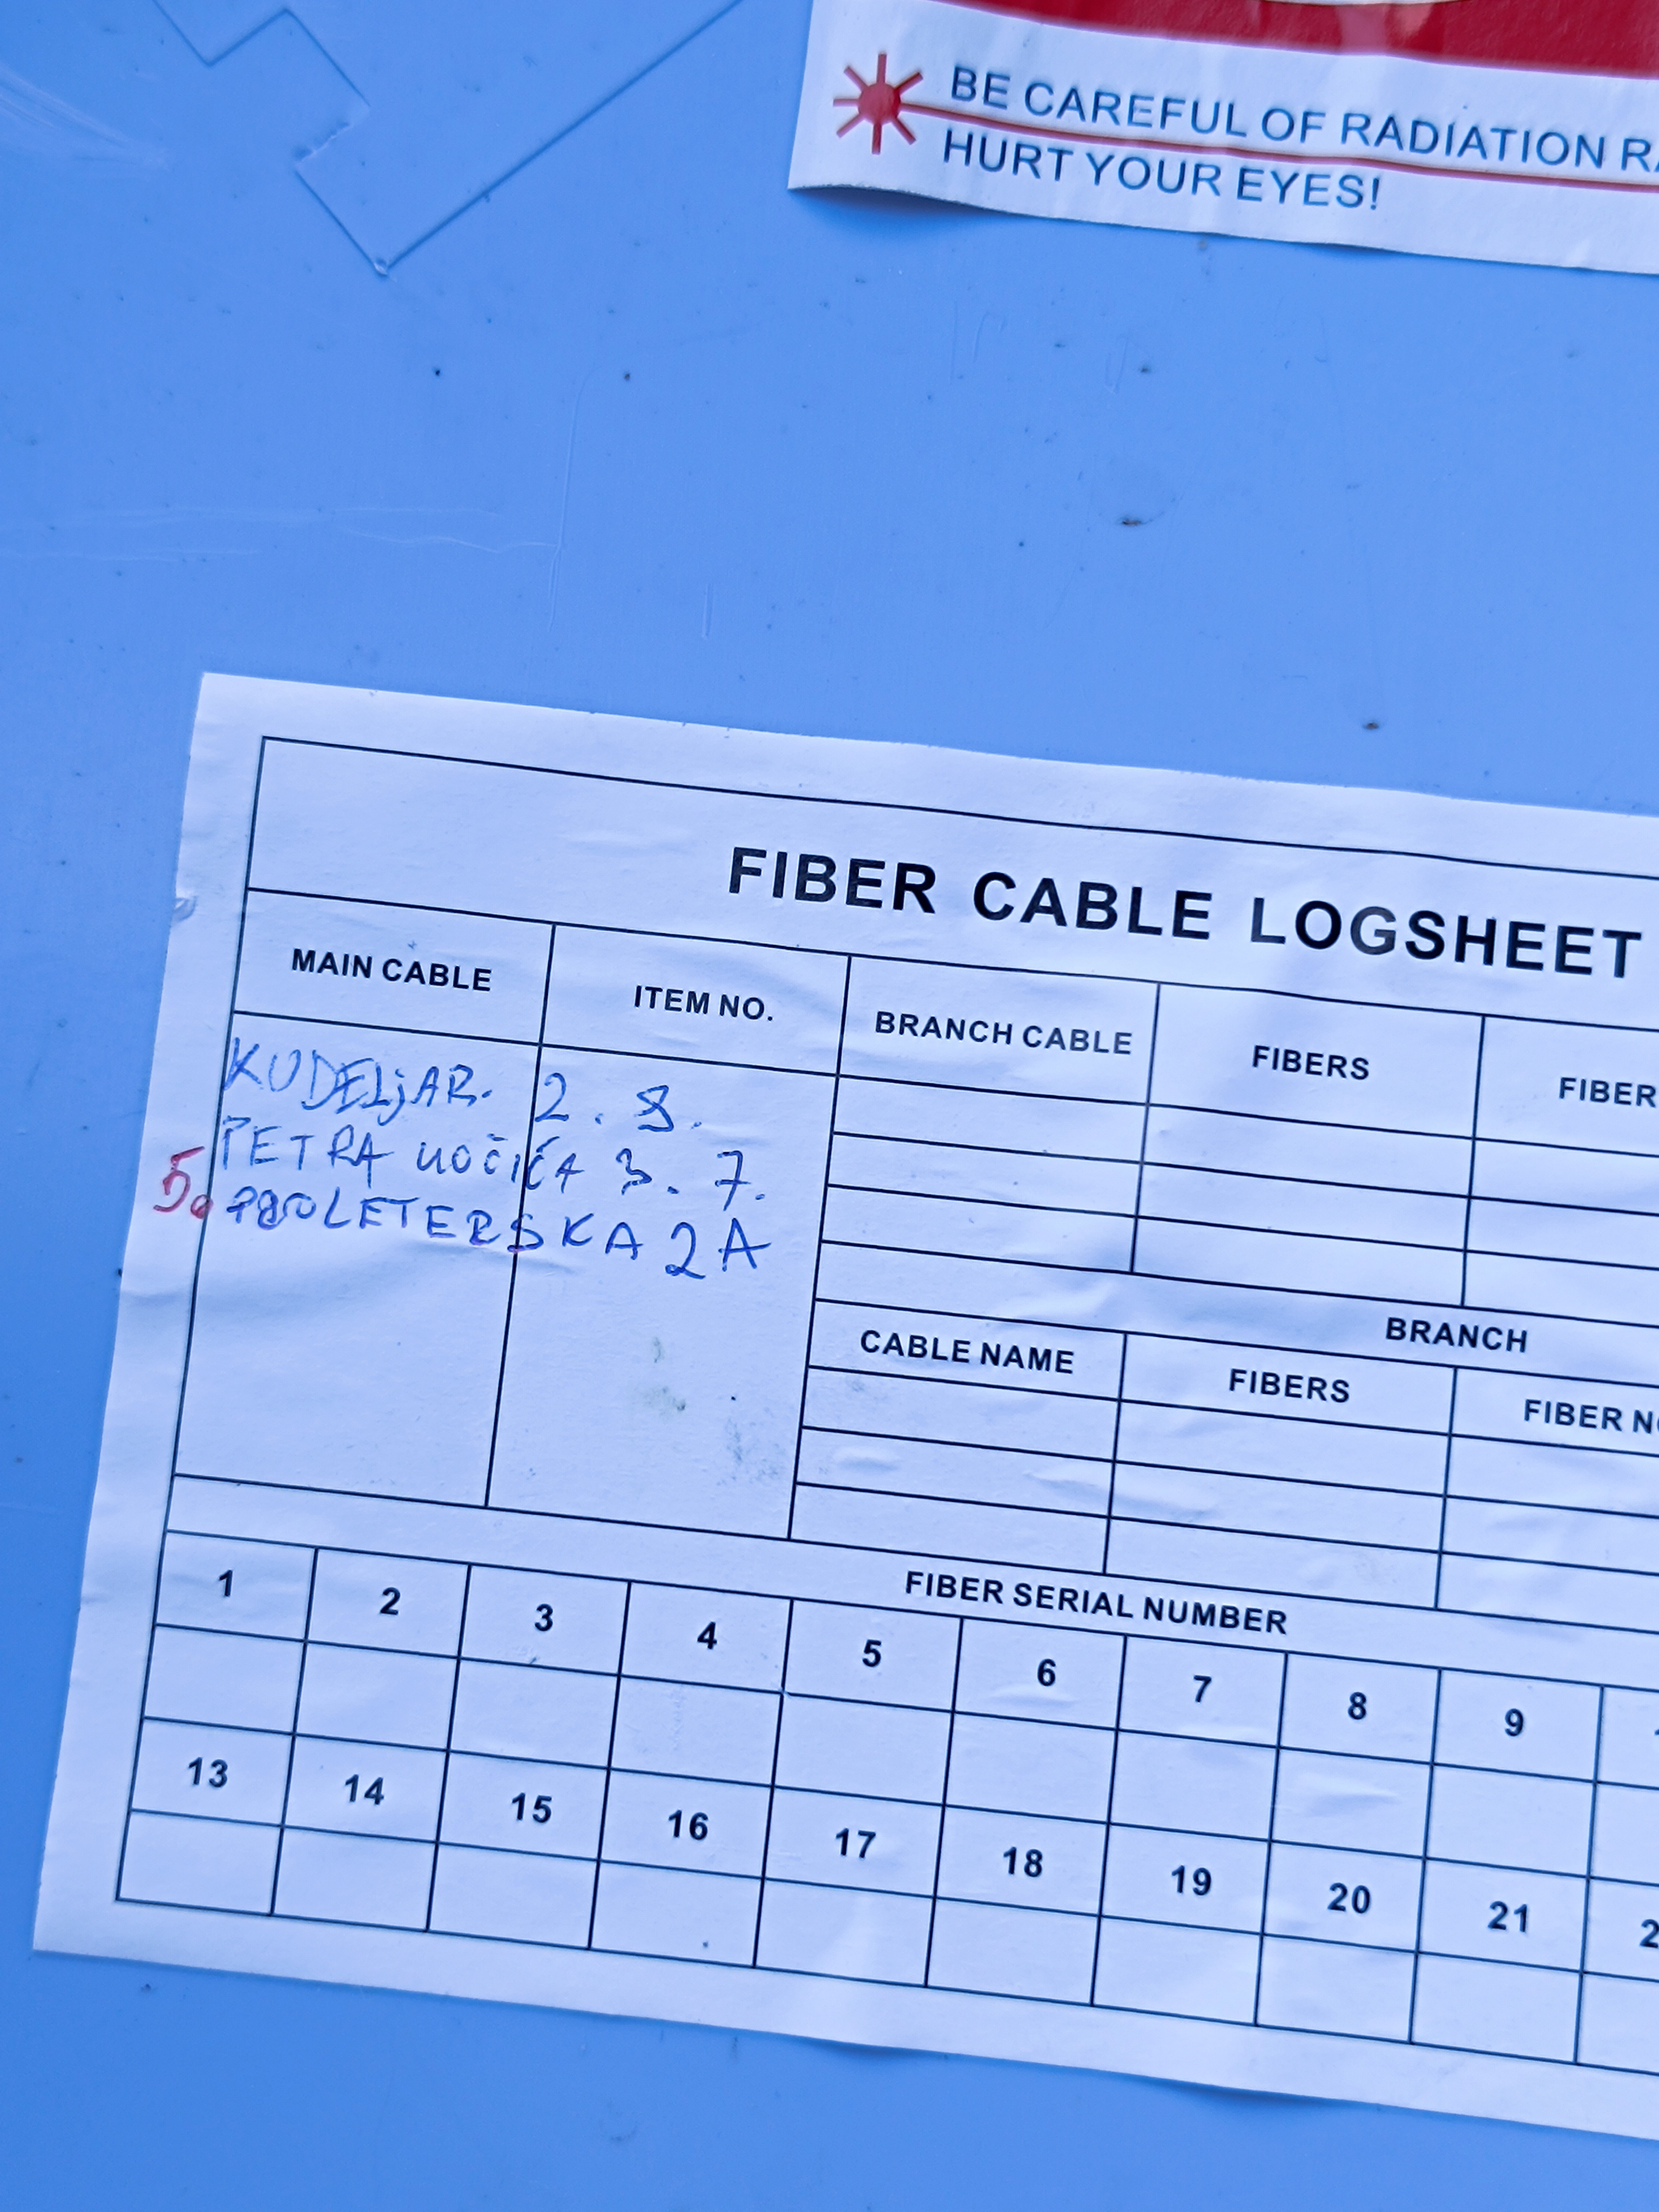 BE CAREFUL OF RADIATION
HURT YOUR EYES!
FIBER CABLE LOGSHEET
MAIN CABLE ITEM NO. BRANCH CABLE FIBERS FIBER
KUDELjAR. 2. 8.
PETRA KOČIĆA 3. 7.
5. PROLETERSKA 2A
BRANCH
CABLE NAME FIBERS FIBER
FIBER SERIAL NUMBER
1 2 3 4 5 6 7 8 9
13 14 15 16 17 18 19 20 21